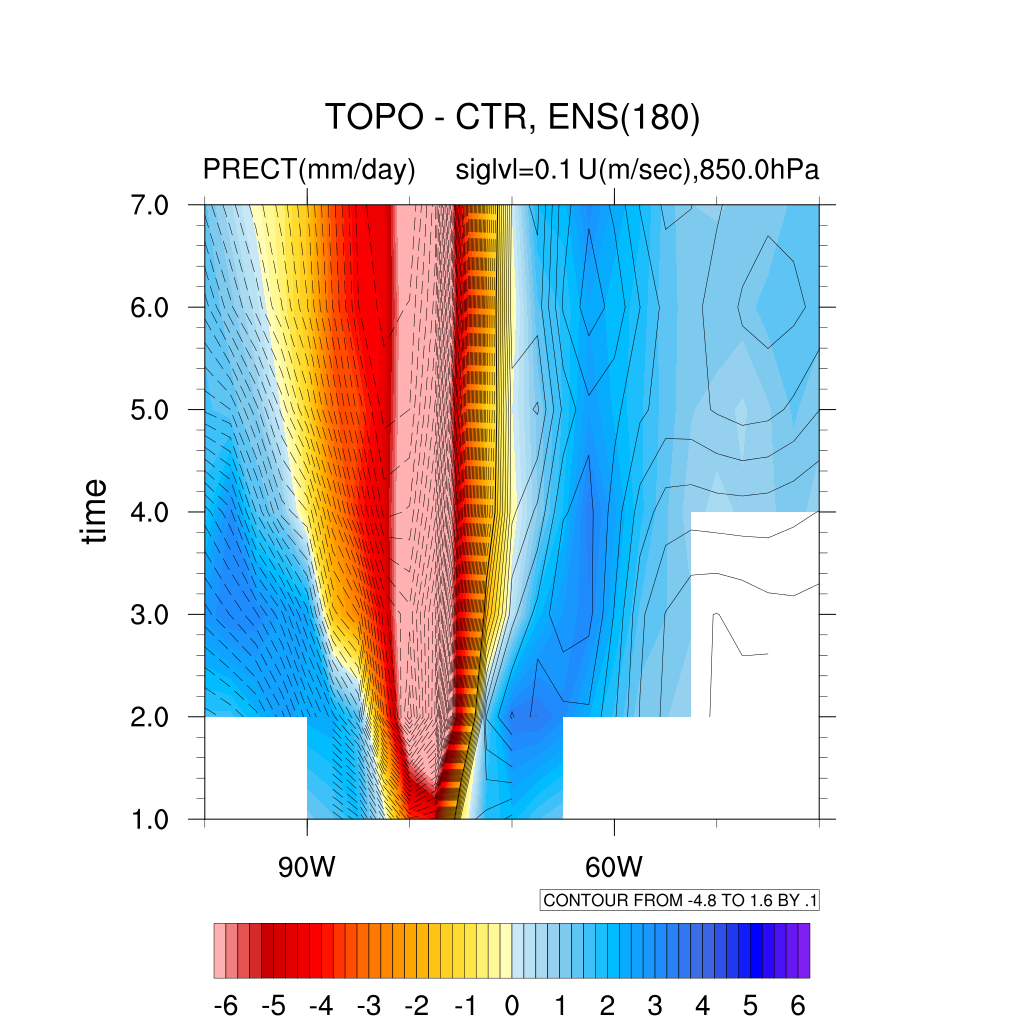 TOPO - CTR, ENS(180)
PRECT(mm/day) siglvl=0.1 U(m/sec),850.0hPa
7.0
6.0
5.0
4.0
3.0
2.0
1.0
time
90W 60W
CONTOUR FROM -4.8 TO 1.6 BY .1
-6 -5 -4 -3 -2 -1 0 1 2 3 4 5 6